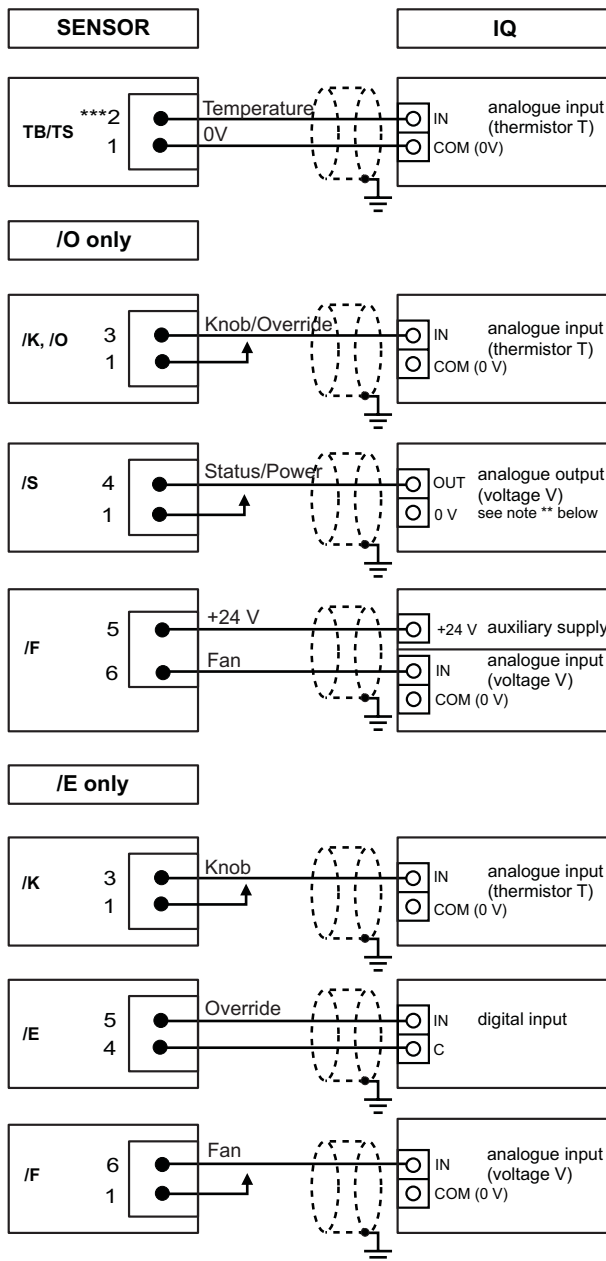 SENSOR IQ
TB/TS ***2 Temperature IN analogue input
(thermistor T)
1 0V COM (0V)
/O only
/K, /O 3 Knob/Override IN analogue input
(thermistor T)
1 COM (0 V)
/S 4 Status/Power OUT analogue output
(voltage V)
1 0 V see note ** below
/F 5 +24 V +24 V auxiliary supply
6 Fan IN analogue input
(voltage V)
COM (0 V)
/E only
/K 3 Knob IN analogue input
(thermistor T)
1 COM (0 V)
/E 5 Override IN digital input
4 C
/F 6 Fan IN analogue input
(voltage V)
1 COM (0 V)